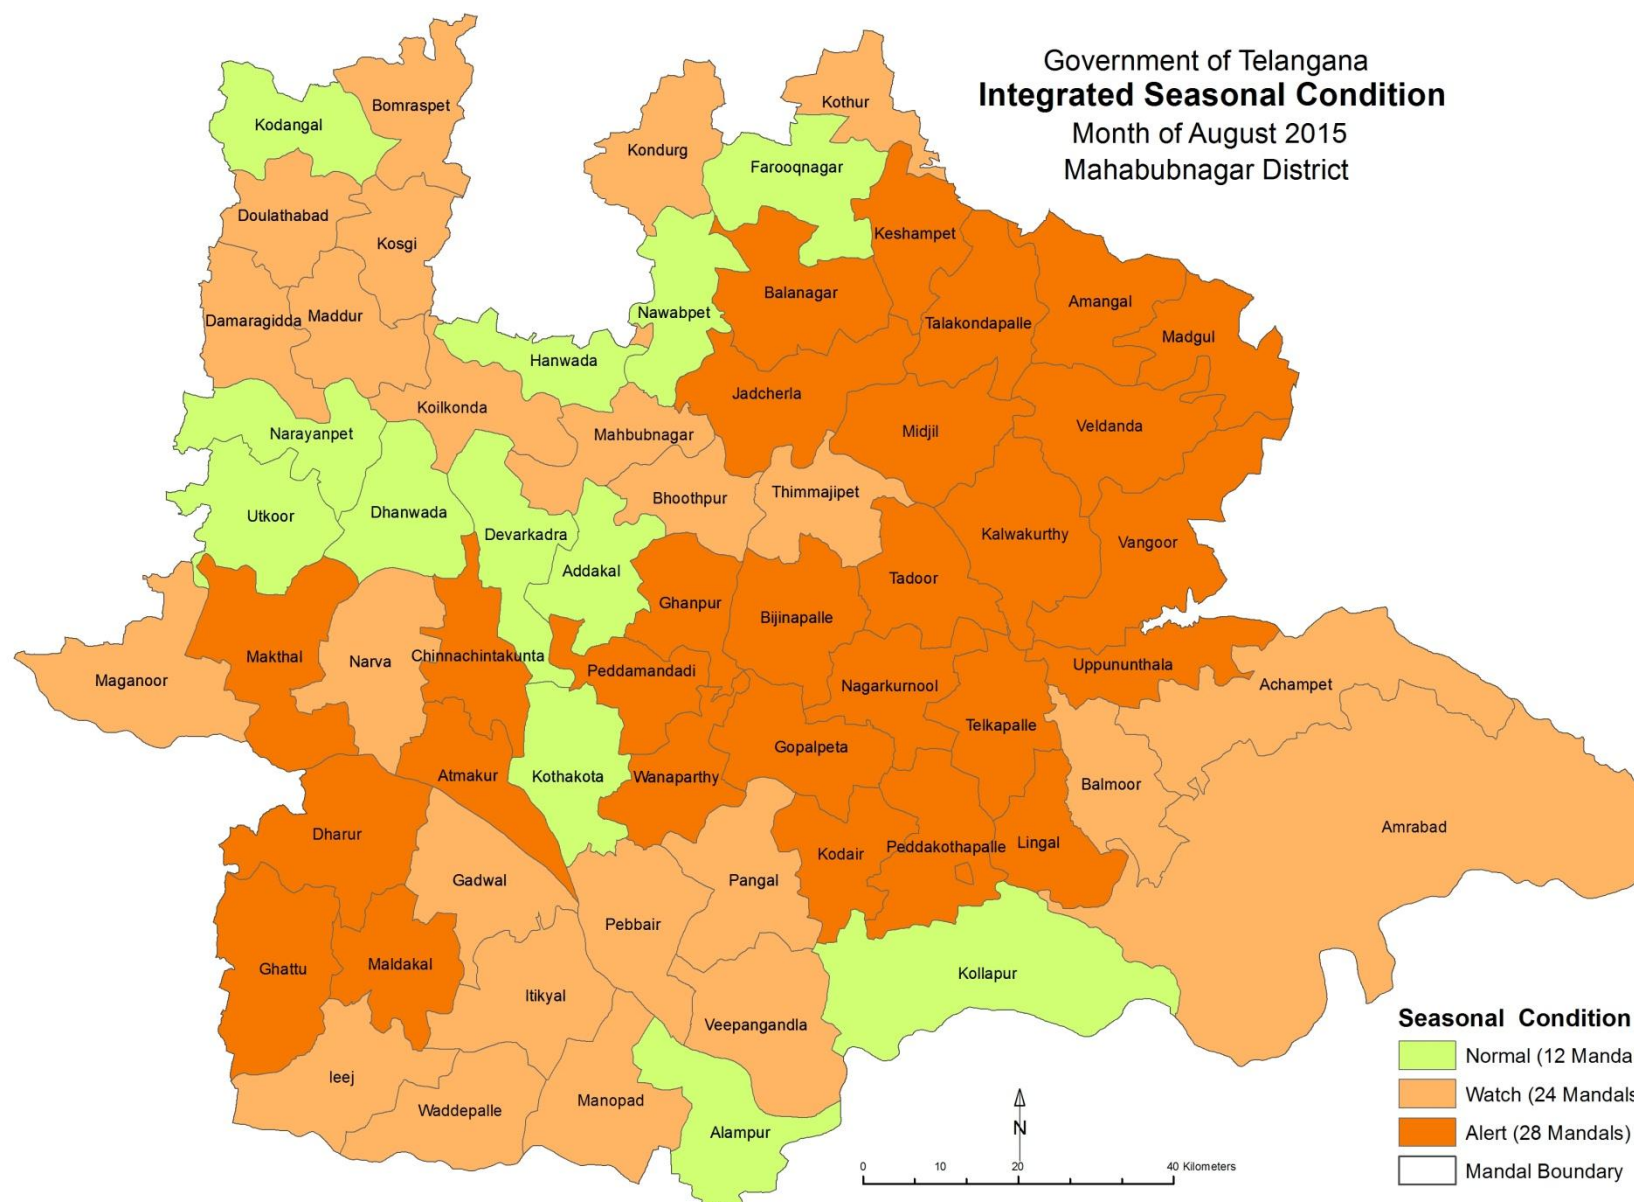 Government of Telangana
Integrated Seasonal Condition
Month of August 2015
Mahabubnagar District
Bomraspet
Kothur
Kodangal
Kondurg
Farooqnagar
Doulathabad
Kosgi
Keshampet
Balanagar
Amangal
Damaragidda
Maddur
Nawabpet
Talakondapalle
Madgul
Hanwada
Jadcherla
Koilkonda
Narayanpet
Mahbubnagar
Midjil
Veldanda
Bhoothpur
Thimmajipet
Utkoor
Dhanwada
Devarkadra
Kalwakurthy
Vangoor
Addakal
Tadoor
Ghanpur
Bijinapalle
Makthal
Narva
Chinnachintakunta
Maganoor
Peddamandadi
Nagarkurnool
Uppununthala
Achampet
Telkapalle
Gopalpeta
Atmakur
Kothakota
Wanaparthy
Balmoor
Dharur
Amrabad
Gadwal
Kodair
Peddakothapalle
Lingal
Pangal
Pebbair
Ghattu
Maldakal
Kollapur
Itikyal
Veepangandla
Ieej
Manopad
Waddepalle
Alampur
N
0 10 20 40 Kilometers
Seasonal Condition
Normal (12 Manda
Watch (24 Mandals
Alert (28 Mandals)
Mandal Boundary